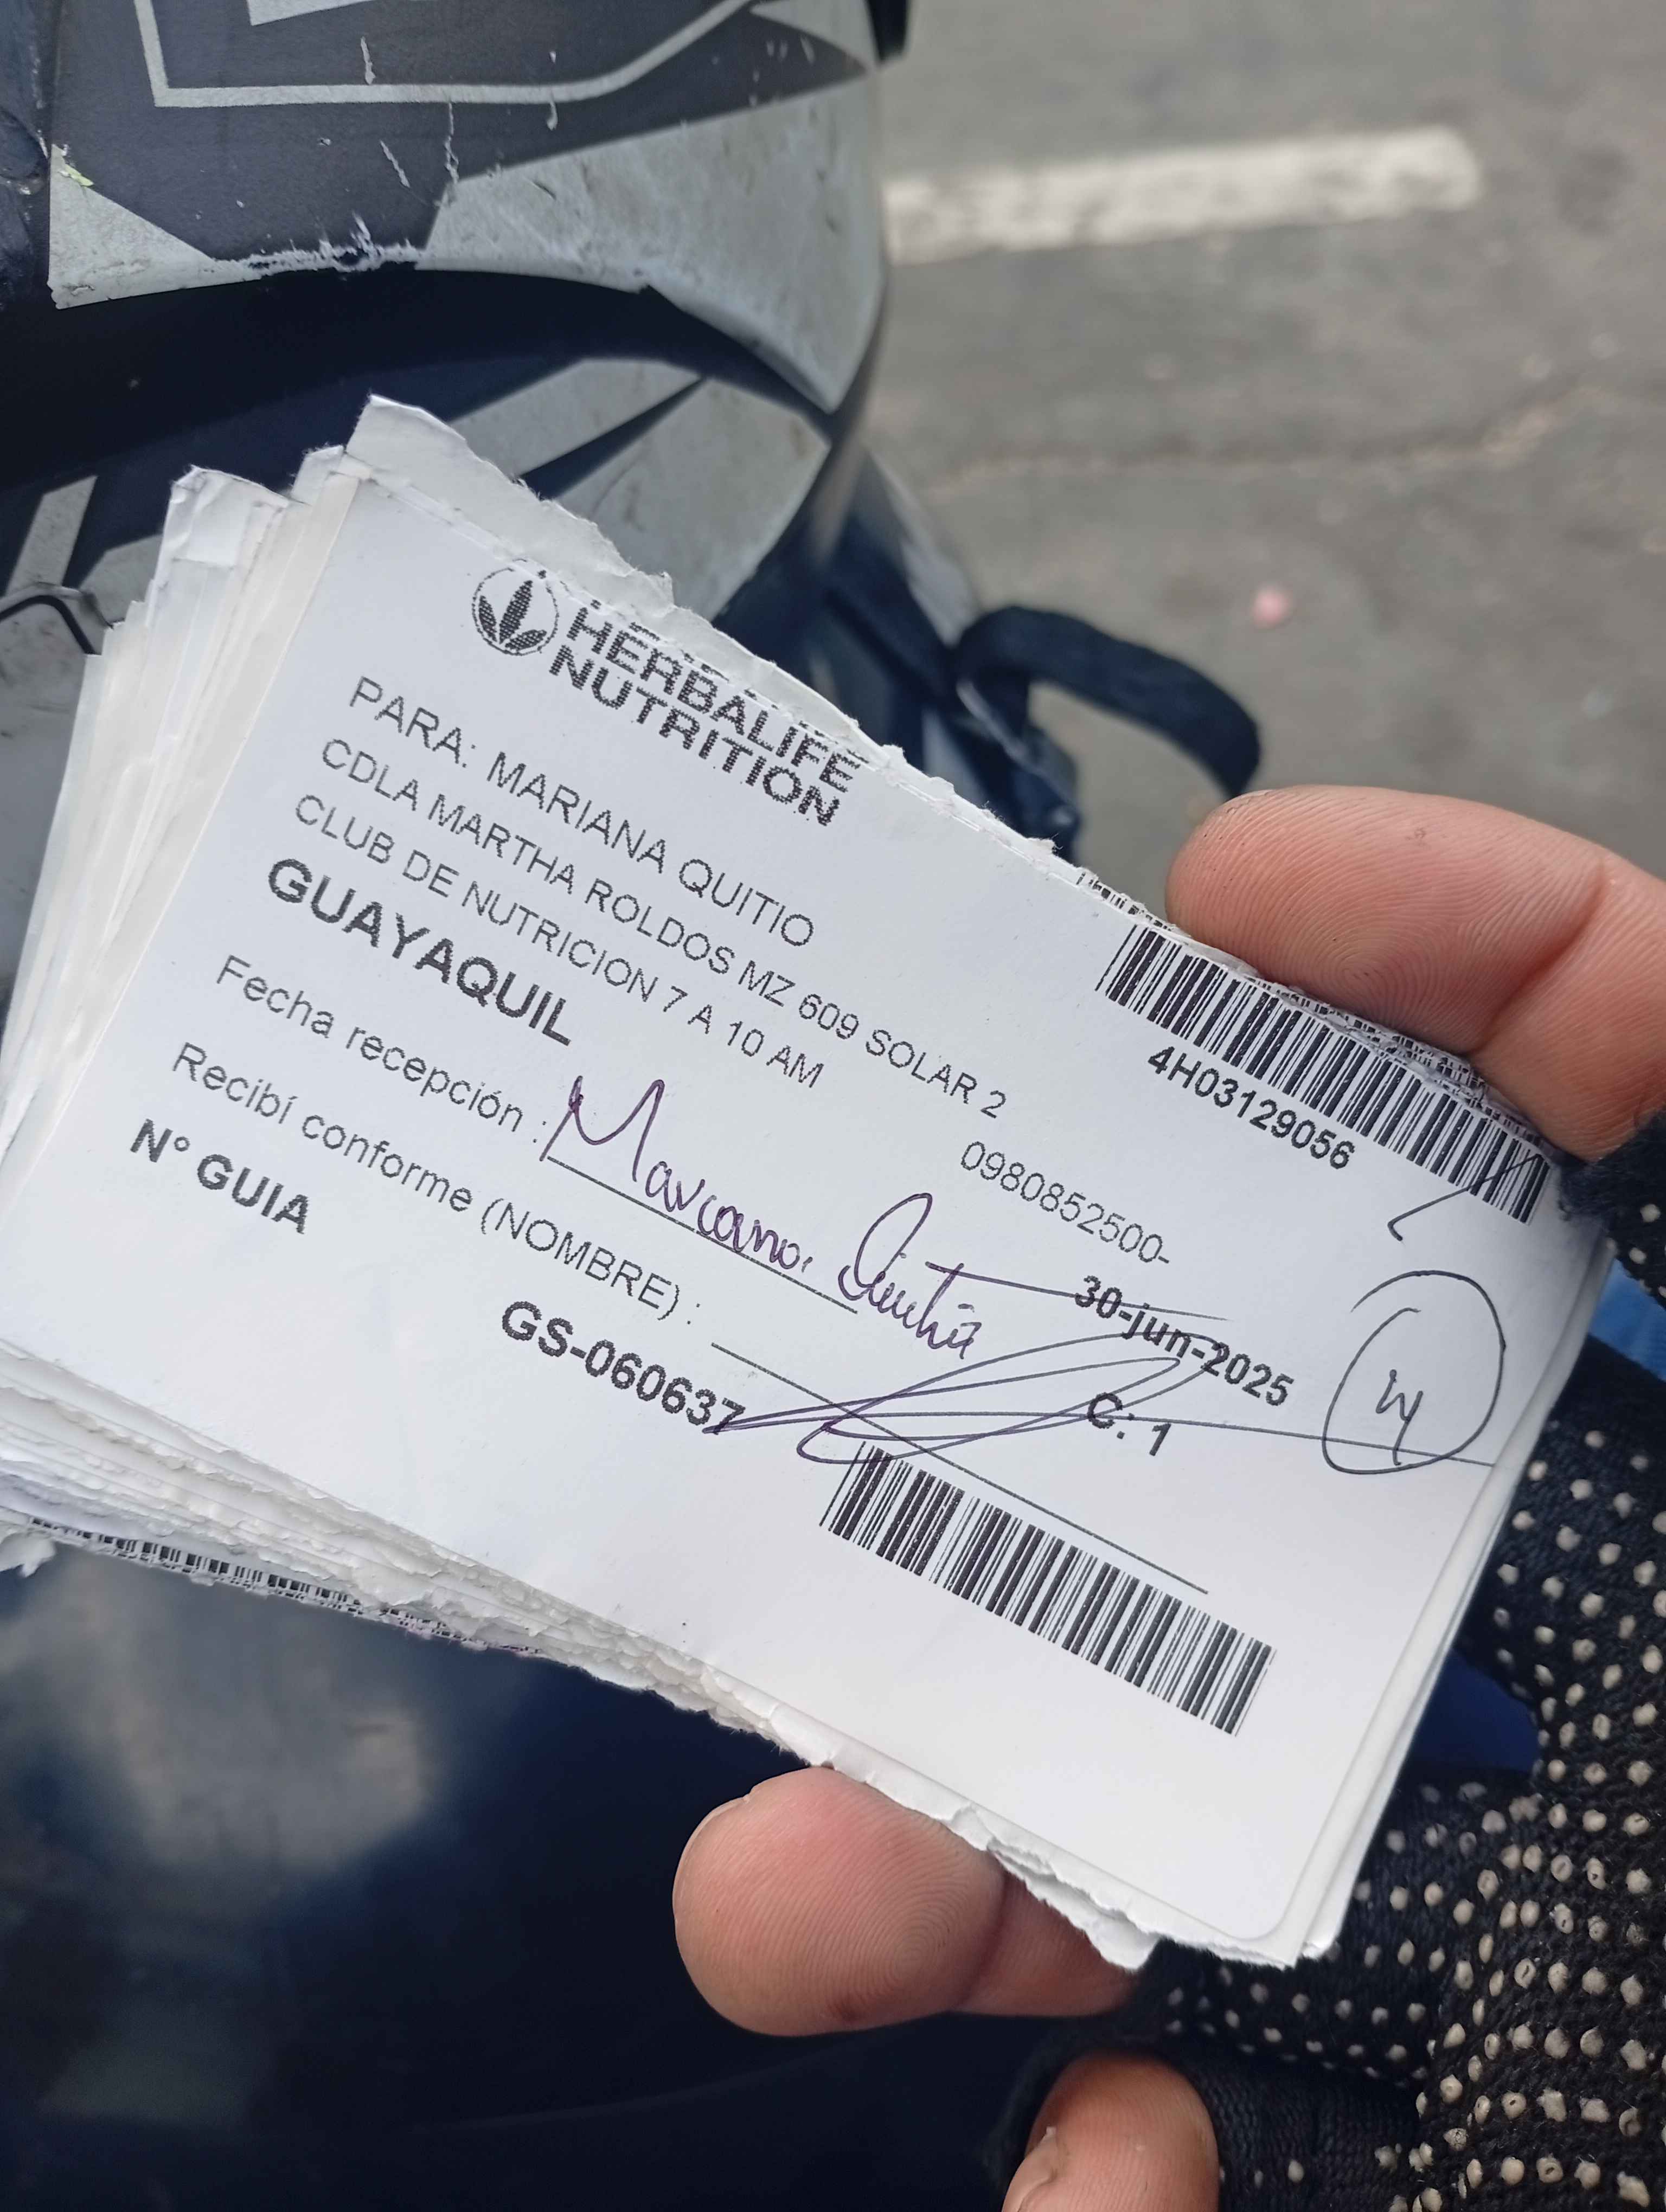 HERBALIFE
NUTRITION
4H03129056
PARA: MARIANA QUITIO
CDLA MARTHA ROLDOS MZ 609 SOLAR 2
CLUB DE NUTRICION 7 A 10 AM
0980852500-
GUAYAQUIL
30-jun-2025
Fecha recepción :
C: 1
Recibí conforme (NOMBRE) :
N° GUIA
GS-060637